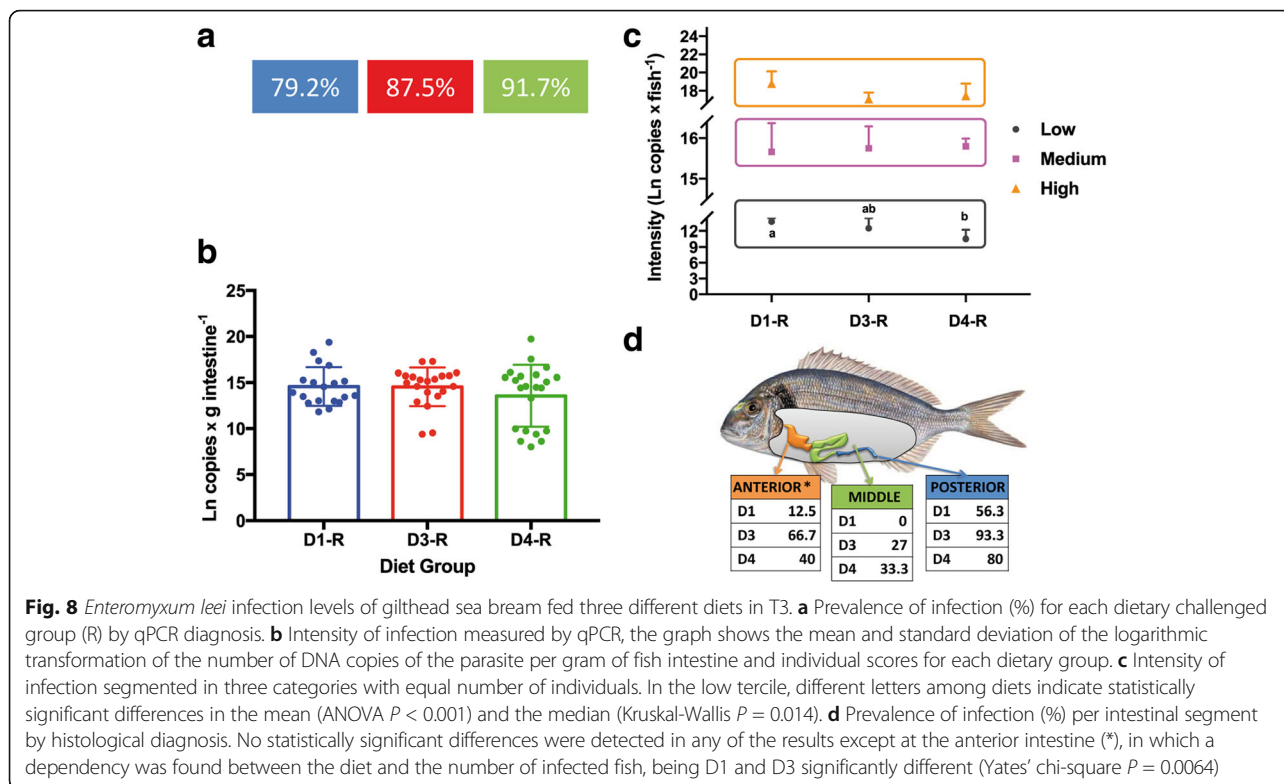 a
79.2% 87.5% 91.7%
b
Ln copies x g intestine-1
25
20
15
10
5
0
D1-R D3-R D4-R
Diet Group
c
Intensity (Ln copies x fish-1)
24
22
20
18
16
15
12
9
6
3
0
a
ab
b
D1-R D3-R D4-R
Low
Medium
High
d
ANTERIOR *
D1 12.5
D3 66.7
D4 40
MIDDLE
D1 0
D3 27
D4 33.3
POSTERIOR
D1 56.3
D3 93.3
D4 80
Fig. 8 Enteromyxum leei infection levels of gilthead sea bream fed three different diets in T3. a Prevalence of infection (%) for each dietary challenged
group (R) by qPCR diagnosis. b Intensity of infection measured by qPCR, the graph shows the mean and standard deviation of the logarithmic
transformation of the number of DNA copies of the parasite per gram of fish intestine and individual scores for each dietary group. c Intensity of
infection segmented in three categories with equal number of individuals. In the low tercile, different letters among diets indicate statistically
significant differences in the mean (ANOVA P < 0.001) and the median (Kruskal-Wallis P = 0.014). d Prevalence of infection (%) per intestinal segment
by histological diagnosis. No statistically significant differences were detected in any of the results except at the anterior intestine (*), in which a
dependency was found between the diet and the number of infected fish, being D1 and D3 significantly different (Yates’ chi-square P = 0.0064)